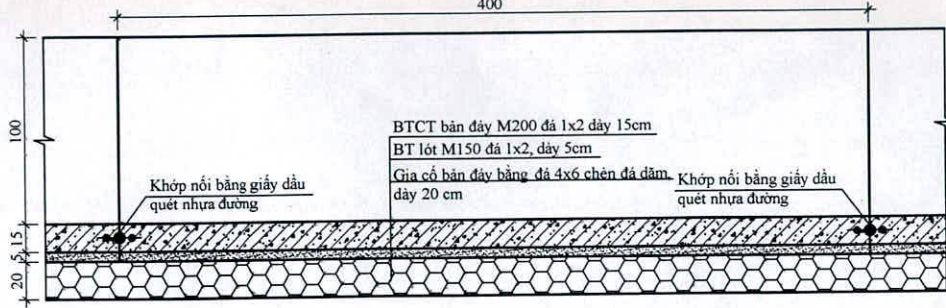 400
100
BTCT bản đáy M200 đá 1x2 dày 15cm
BT lót M150 đá 1x2, dày 5cm
Gia cố bản đáy bằng đá 4x6 chèn đá dăm,
dày 20 cm
Khớp nối bằng giấy dầu
quét nhựa đường
Khớp nối bằng giấy dầu
quét nhựa đường
15
5
20